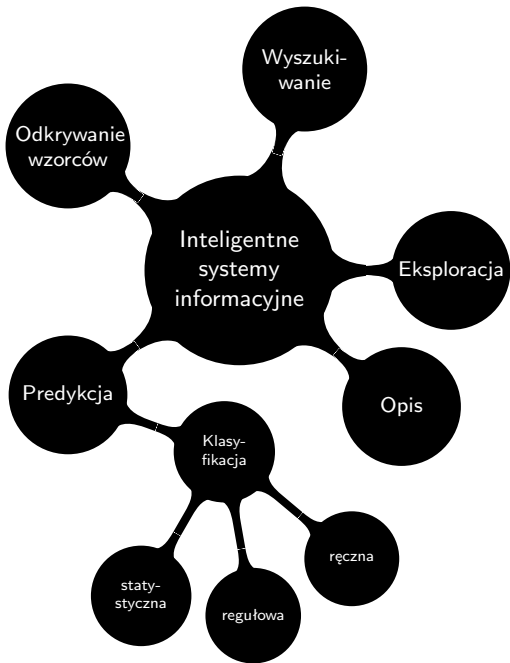 Wyszuki-
wanie
Odkrywanie
wzorców
Inteligentne
systemy
informacyjne
Eksploracja
Predykcja
Opis
Klasy-
fikacja
ręczna
staty-
styczna
regułowa